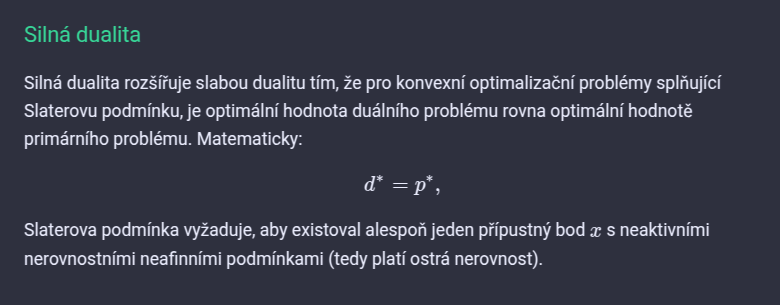 Silná dualita
Silná dualita rozšířuje slabou dualitu tím, že pro konvexní optimalizační problémy splňující
Slaterovu podmínku, je optimální hodnota duálního problému rovna optimální hodnotě
primárního problému. Matematicky:
d* = p*,
Slaterova podmínka vyžaduje, aby existoval alespoň jeden přípustný bod x s neaktivními
nerovnostními neafinními podmínkami (tedy platí ostrá nerovnost).